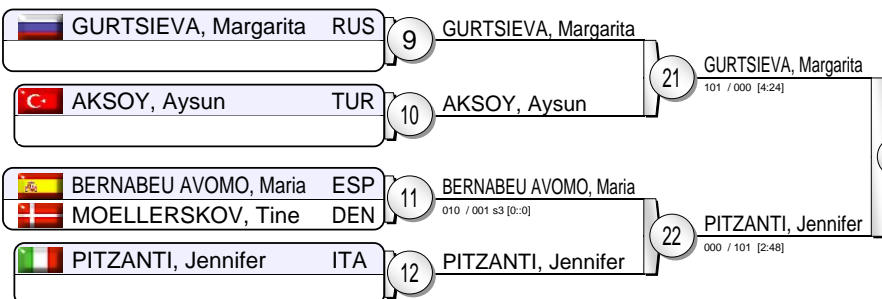 GURTSIEVA, Margarita RUS
9
GURTSIEVA, Margarita
21
GURTSIEVA, Margarita
101 / 000 [4:24]
AKSOY, Aysun TUR
10
AKSOY, Aysun
BERNABEU AVOMO, Maria ESP
11
BERNABEU AVOMO, Maria
MOELLERSKOV, Tine DEN
010 / 001 s3 [0::0]
22
PITZANTI, Jennifer
000 / 101 [2:48]
PITZANTI, Jennifer ITA
12
PITZANTI, Jennifer